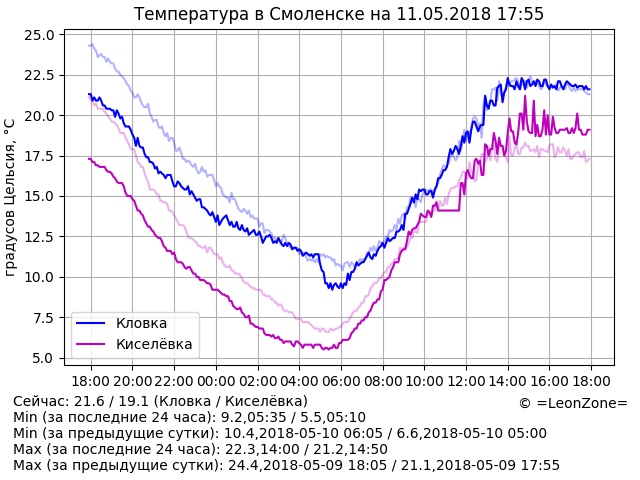 Температура в Смоленске на 11.05.2018 17:55
градусов Цельсия, °C
25.0
22.5
20.0
17.5
15.0
12.5
10.0
7.5
5.0
Кловка
Киселёвка
18:00 20:00 22:00 00:00 02:00 04:00 06:00 08:00 10:00 12:00 14:00 16:00 18:00
Сейчас: 21.6 / 19.1 (Кловка / Киселёвка)
© =LeonZone=
Min (за последние 24 часа): 9.2,05:35 / 5.5,05:10
Min (за предыдущие сутки): 10.4,2018-05-10 06:05 / 6.6,2018-05-10 05:00
Max (за последние 24 часа): 22.3,14:00 / 21.2,14:50
Max (за предыдущие сутки): 24.4,2018-05-09 18:05 / 21.1,2018-05-09 17:55